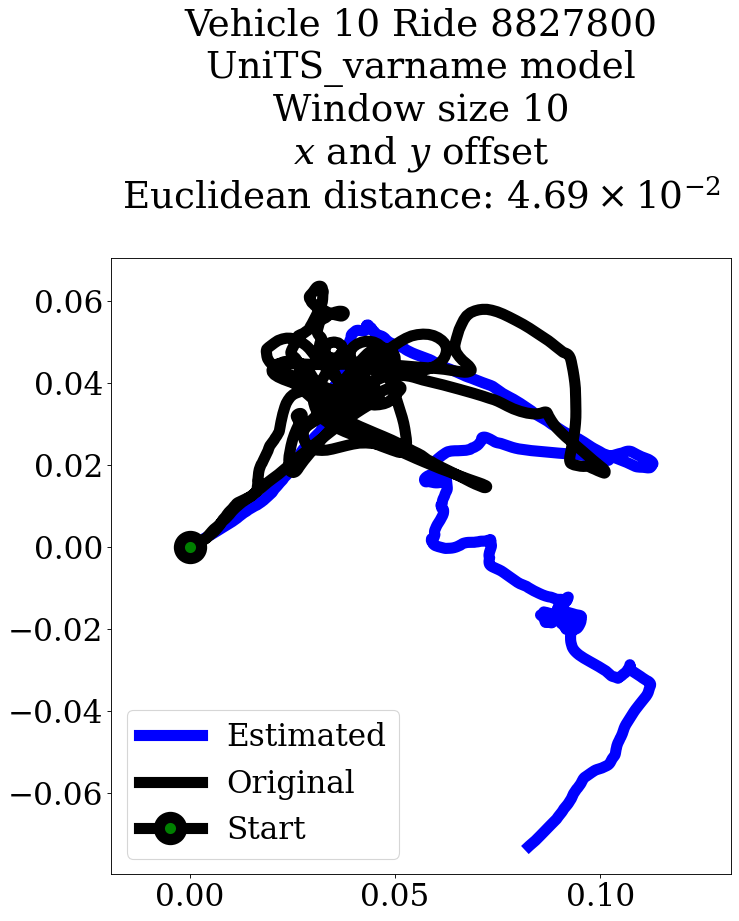 Vehicle 10 Ride 8827800
UniTS_varname model
Window size 10
x and y offset
Euclidean distance: 4.69 × 10⁻²
0.06
0.04
0.02
0.00
−0.02
−0.04
−0.06
Estimated
Original
Start
0.00 0.05 0.10